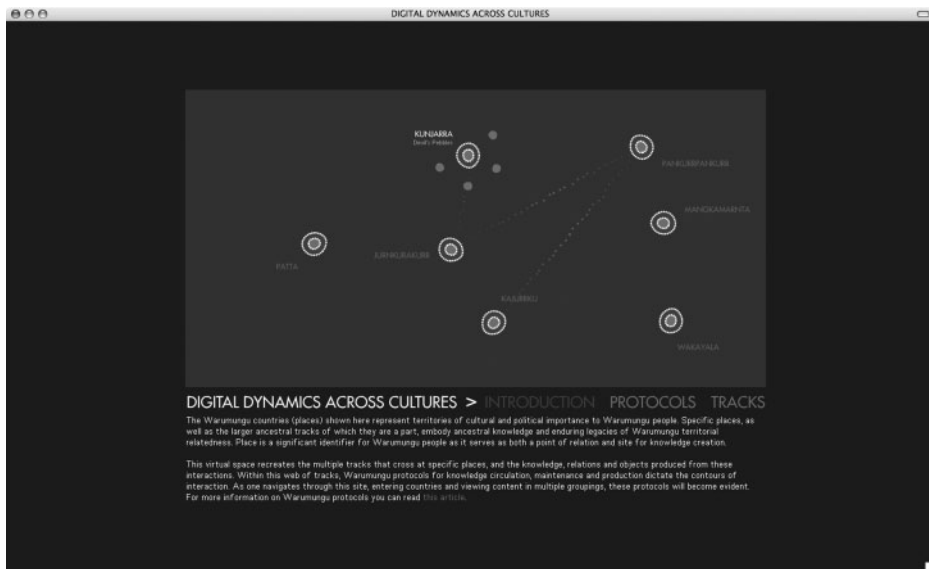 DIGITAL DYNAMICS ACROSS CULTURES
KUNJARRA
Devil's Pebbles
PANKURRPANKURR
MANGKAMARNTA
JURNKURAKURR
PATTA
KAJURRKU
WAKAYALA
DIGITAL DYNAMICS ACROSS CULTURES > INTRODUCTION PROTOCOLS TRACKS
The Warumungu countries (places) shown here represent territories of cultural and political importance to Warumungu people. Specific places, as
well as the larger ancestral tracks of which they are a part, embody ancestral knowledge and enduring legacies of Warumungu territorial
relatedness. Place is a significant identifier for Warumungu people as it serves as both a point of relation and site for knowledge creation.
This virtual space recreates the multiple tracks that cross at specific places, and the knowledge, relations and objects produced from these
interactions. Within this web of tracks, Warumungu protocols for knowledge circulation, maintenance and production dictate the contours of
interaction. As one navigates through this site, entering countries and viewing content in multiple groupings, these protocols will become evident.
For more information on Warumungu protocols you can read this article.